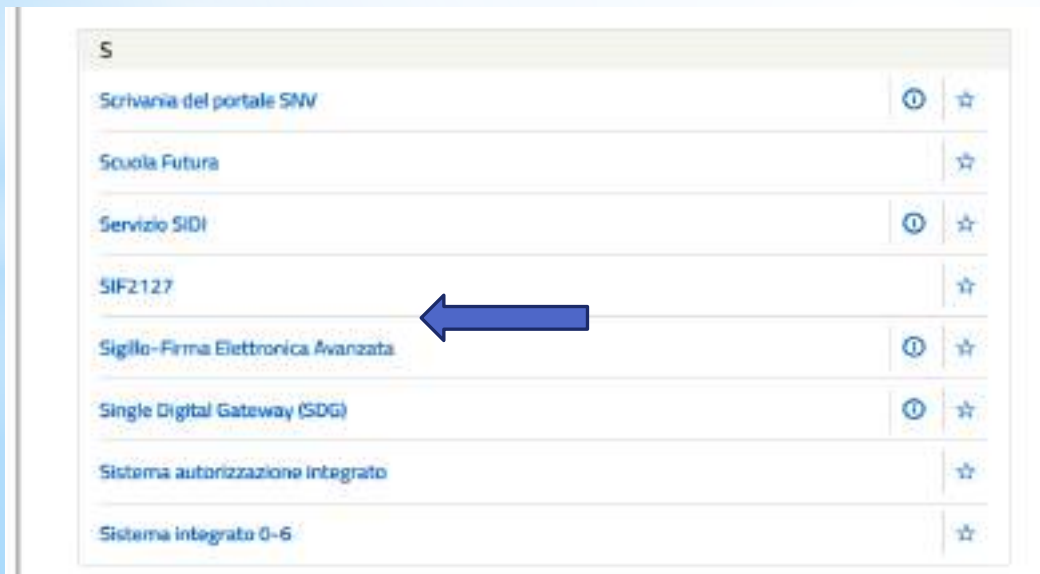 S
Scrivania del portale SNV
Scuola Futura
Servizio SIDI
SIF2127
Sigillo-Firma Elettronica Avanzata
Single Digital Gateway (SDG)
Sistema autorizzazione integrato
Sistema integrato 0-6